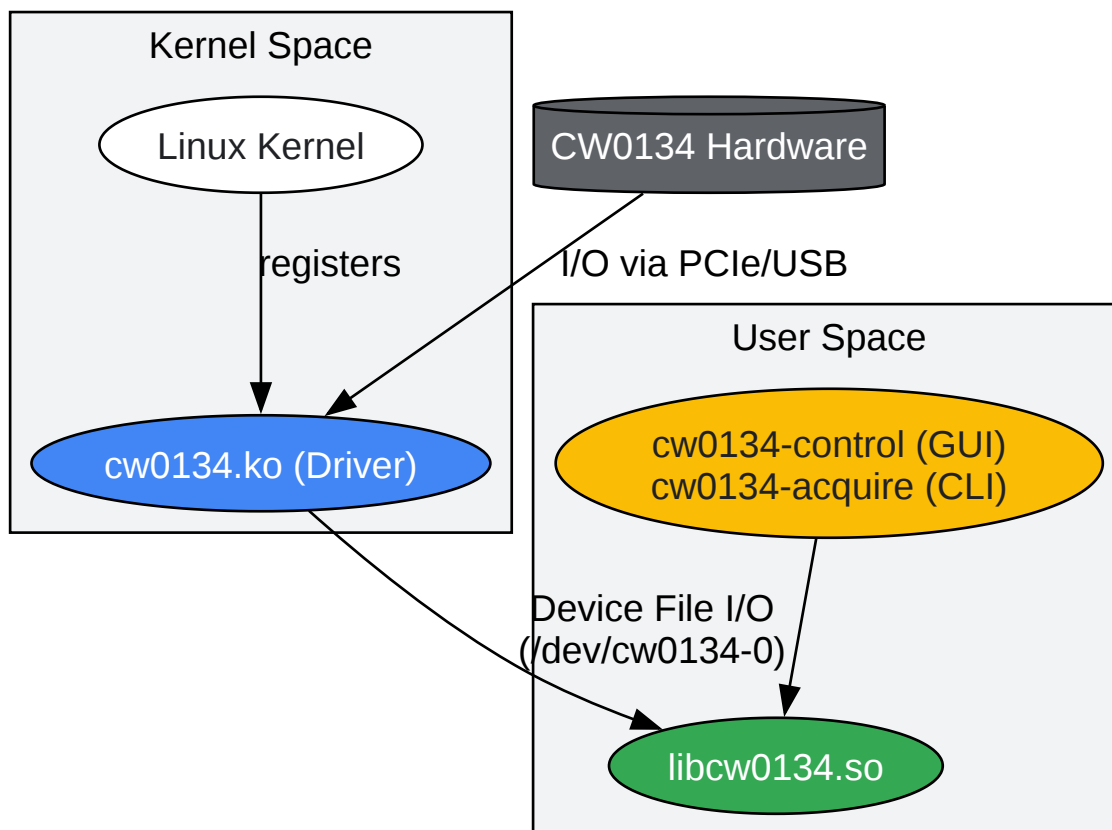 Kernel Space
Linux Kernel
CW0134 Hardware
registers
I/O via PCIe/USB
User Space
cw0134.ko (Driver)
cw0134-control (GUI)
cw0134-acquire (CLI)
Device File I/O
(/dev/cw0134-0)
libcw0134.so